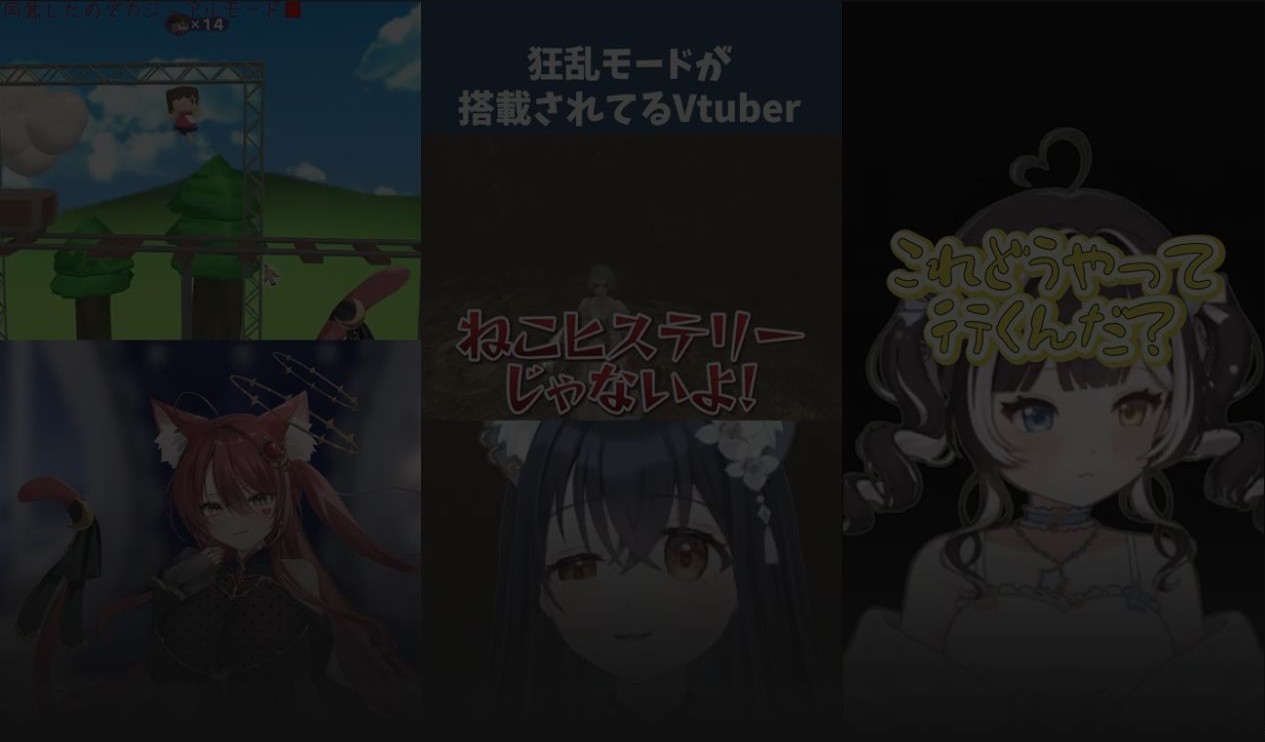 ×14
狂乱モードが
搭載されてるVtuber
ねこヒステリー
じゃないよ!
これどうやって
行くんだ?